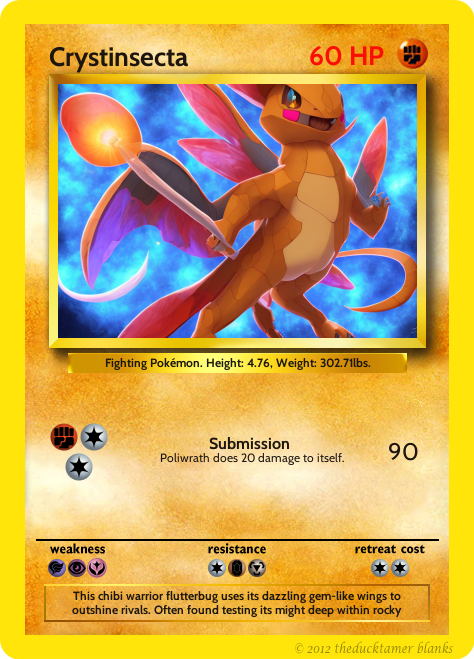 Crystinsecta 60 HP
Fighting Pokémon. Height: 4.76, Weight: 302.71lbs.
Submission
Poliwrath does 20 damage to itself.
90
weakness resistance retreat cost
This chibi warrior flutterbug uses its dazzling gem-like wings to
outshine rivals. Often found testing its might deep within rocky
© 2012 theducktamer blanks